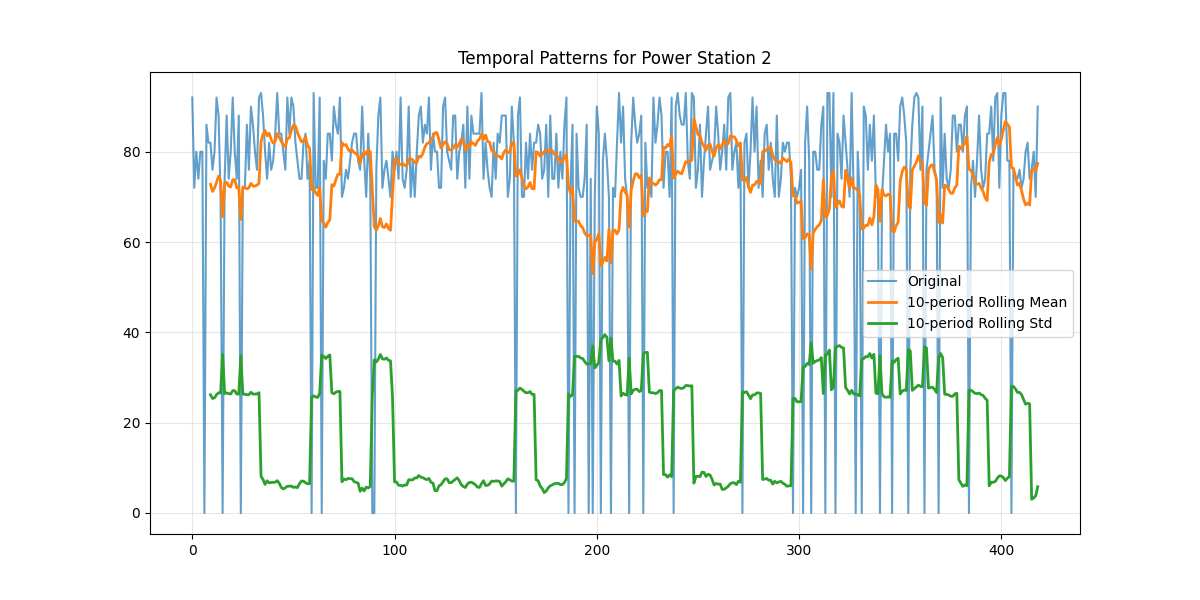 Temporal Patterns for Power Station 2
80
60
40
20
0
Original
10-period Rolling Mean
10-period Rolling Std
0 100 200 300 400